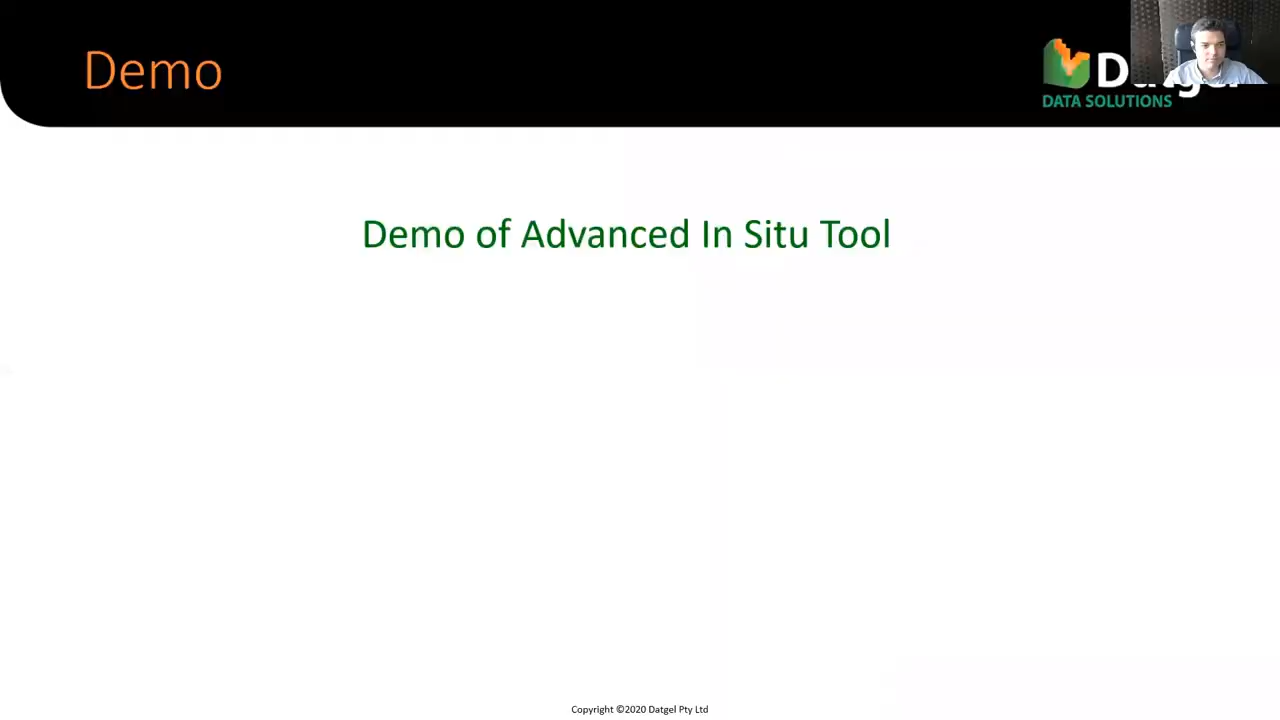 Demo
DATA SOLUTIONS
Demo of Advanced In Situ Tool
Copyright ©2020 Datgel Pty Ltd